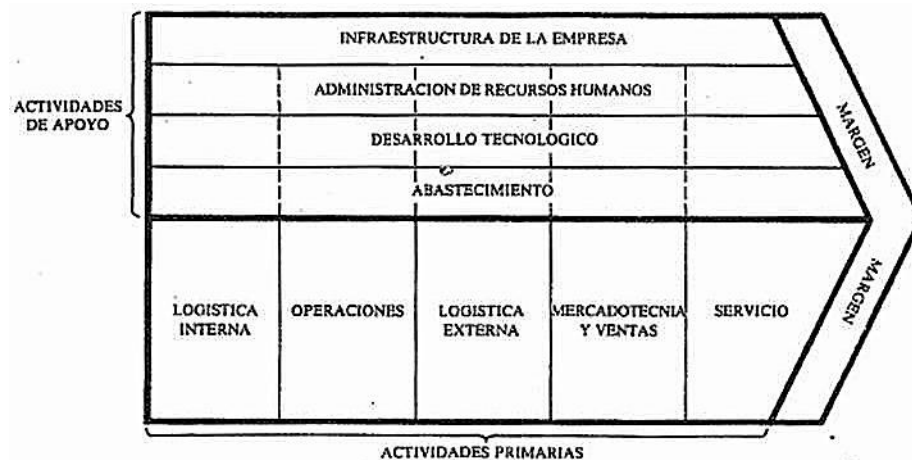 INFRAESTRUCTURA DE LA EMPRESA
ADMINISTRACION DE RECURSOS HUMANOS
ACTIVIDADES
DE APOYO
DESARROLLO TECNOLOGICO
ABASTECIMIENTO
MARGEN
LOGISTICA
INTERNA
OPERACIONES
LOGISTICA
EXTERNA
MERCADOTECNIA
Y VENTAS
SERVICIO
MARGEN
ACTIVIDADES PRIMARIAS